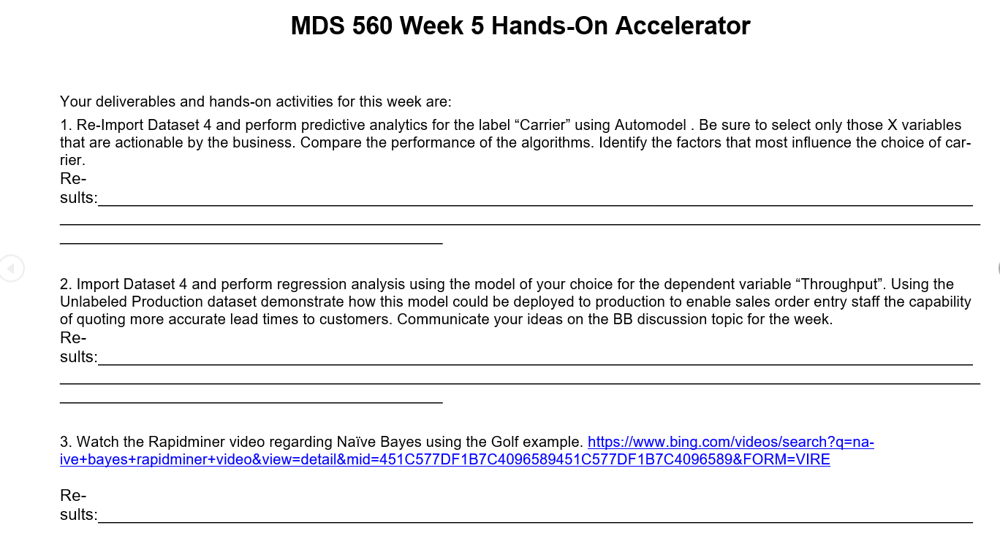 MDS 560 Week 5 Hands-On Accelerator
Your deliverables and hands-on activities for this week are:
1. Re-Import Dataset 4 and perform predictive analytics for the label “Carrier” using Automodel . Be sure to select only those X variables
that are actionable by the business. Compare the performance of the algorithms. Identify the factors that most influence the choice of car-
rier.
Re-
sults:
2. Import Dataset 4 and perform regression analysis using the model of your choice for the dependent variable “Throughput”. Using the
Unlabeled Production dataset demonstrate how this model could be deployed to production to enable sales order entry staff the capability
of quoting more accurate lead times to customers. Communicate your ideas on the BB discussion topic for the week.
Re-
sults:
3. Watch the Rapidminer video regarding Naïve Bayes using the Golf example. https://www.bing.com/videos/search?q=na-
ive+bayes+rapidminer+video&view=detail&mid=451C577DF1B7C4096589451C577DF1B7C4096589&FORM=VIRE
Re-
sults: